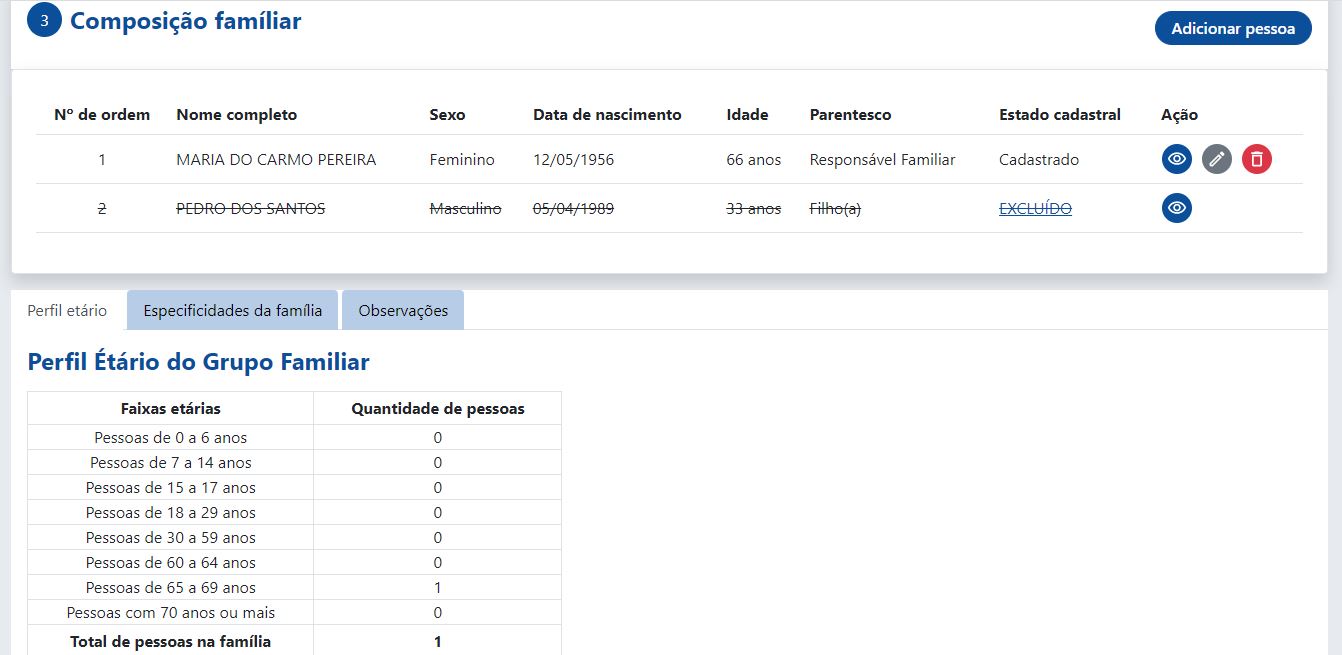 3 Composição famíliar
Adicionar pessoa
Nº de ordem Nome completo Sexo Data de nascimento Idade Parentesco Estado cadastral Ação
1 MARIA DO CARMO PEREIRA Feminino 12/05/1956 66 anos Responsável Familiar Cadastrado
2 PEDRO DOS SANTOS Masculino 05/04/1989 33 anos Filho(a) EXCLUÍDO
Perfil etário Especificidades da família Observações
Perfil Étário do Grupo Familiar
Faixas etárias Quantidade de pessoas
Pessoas de 0 a 6 anos 0
Pessoas de 7 a 14 anos 0
Pessoas de 15 a 17 anos 0
Pessoas de 18 a 29 anos 0
Pessoas de 30 a 59 anos 0
Pessoas de 60 a 64 anos 0
Pessoas de 65 a 69 anos 1
Pessoas com 70 anos ou mais 0
Total de pessoas na família 1